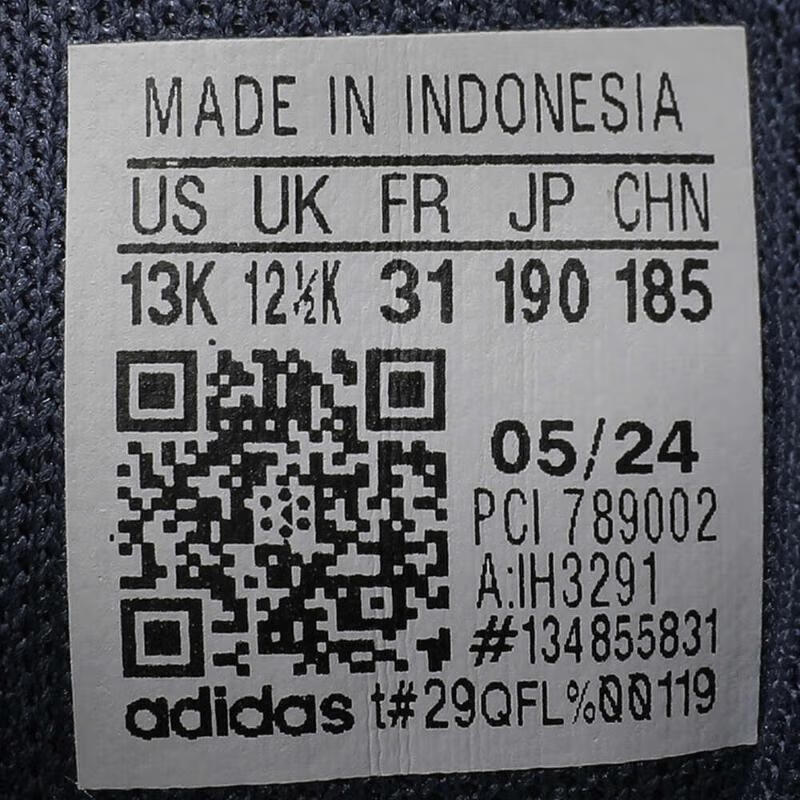 MADE IN INDONESIA
US UK FR JP CHN
13K 12½K 31 190 185
05/24
PCI 789002
A:IH3291
#134855831
adidas t#29QFL%00119